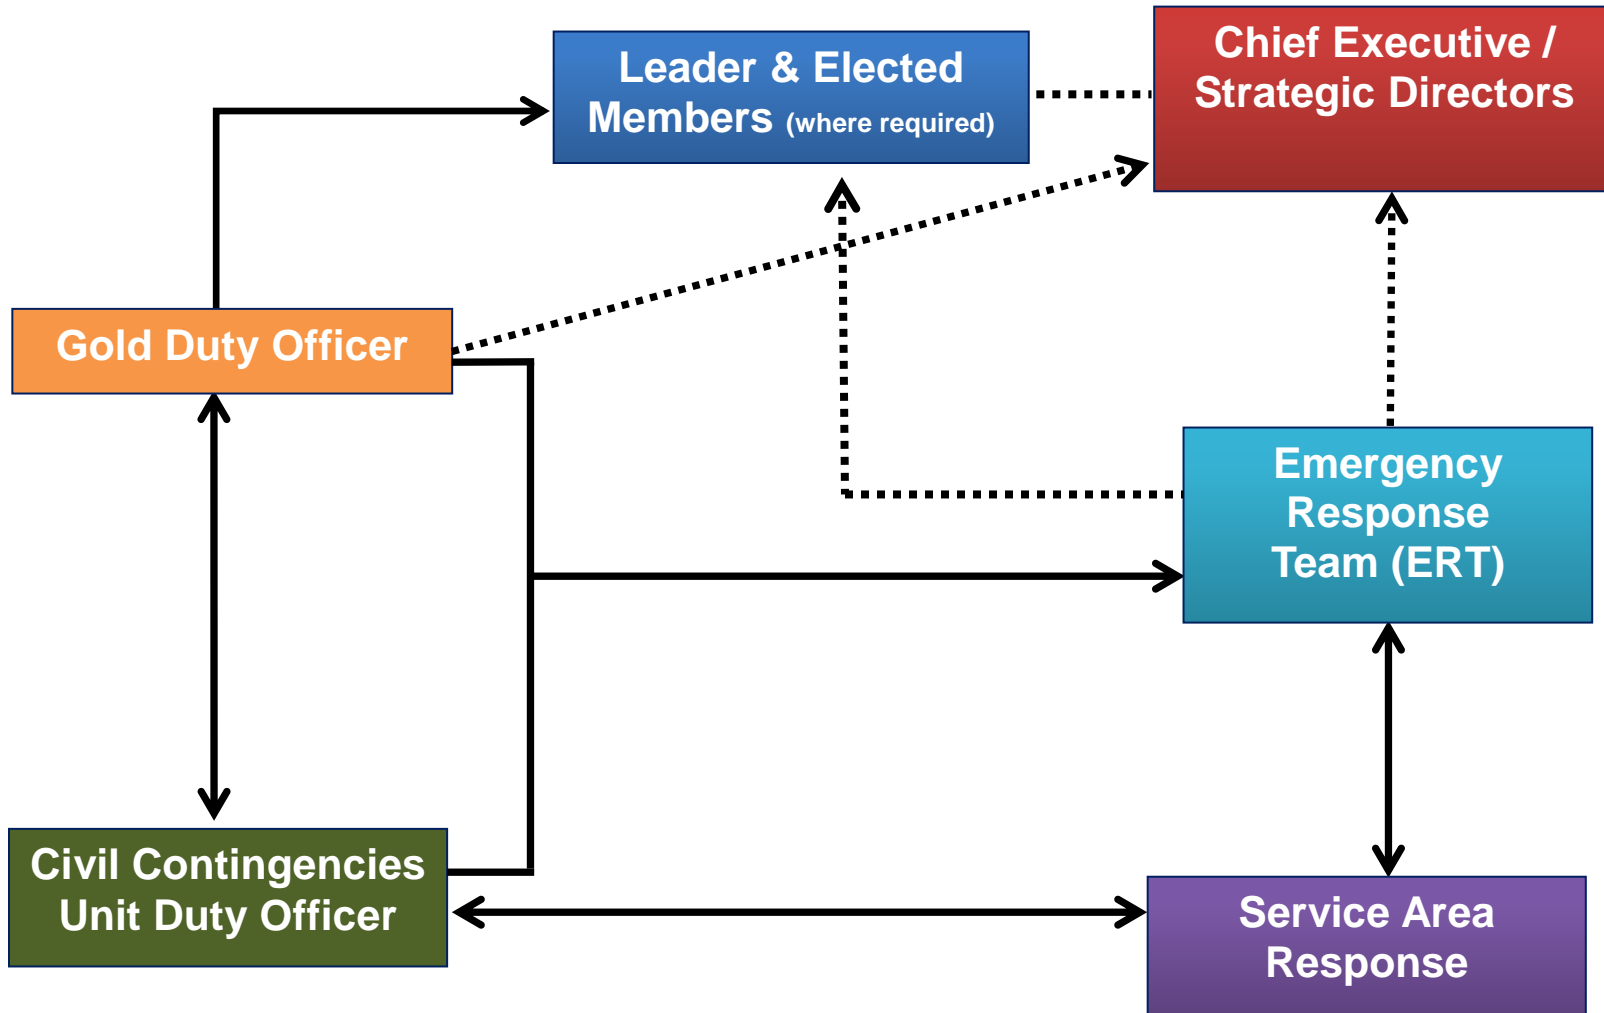 Leader & Elected
Members (where required)
Chief Executive /
Strategic Directors
Gold Duty Officer
Emergency
Response
Team (ERT)
Civil Contingencies
Unit Duty Officer
Service Area
Response